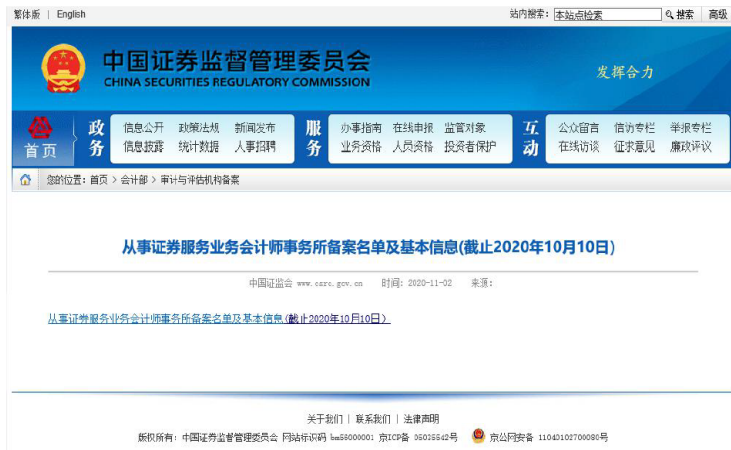 繁体版 | English 站内搜索: 本站点检索 搜索 高级
中国证券监督管理委员会
CHINA SECURITIES REGULATORY COMMISSION
发挥合力
首页
政务 信息公开 政策法规 新闻发布
信息披露 统计数据 人事招聘
服务 办事指南 在线申报 监管对象
业务资格 人员资格 投资者保护
互动 公众留言 信访专栏 举报专栏
在线访谈 征求意见 廉政评议
您的位置: 首页 > 会计部 > 审计与评估机构备案
从事证券服务业务会计师事务所备案名单及基本信息(截止2020年10月10日)
中国证监会 www.csrc.gov.cn 时间: 2020-11-02 来源:
从事证券服务业务会计师事务所备案名单及基本信息(截止2020年10月10日)
关于我们 | 联系我们 | 法律声明
版权所有: 中国证券监督管理委员会 网站标识码 bm56000001 京ICP备 05035542号 京公网安备 11040102700080号